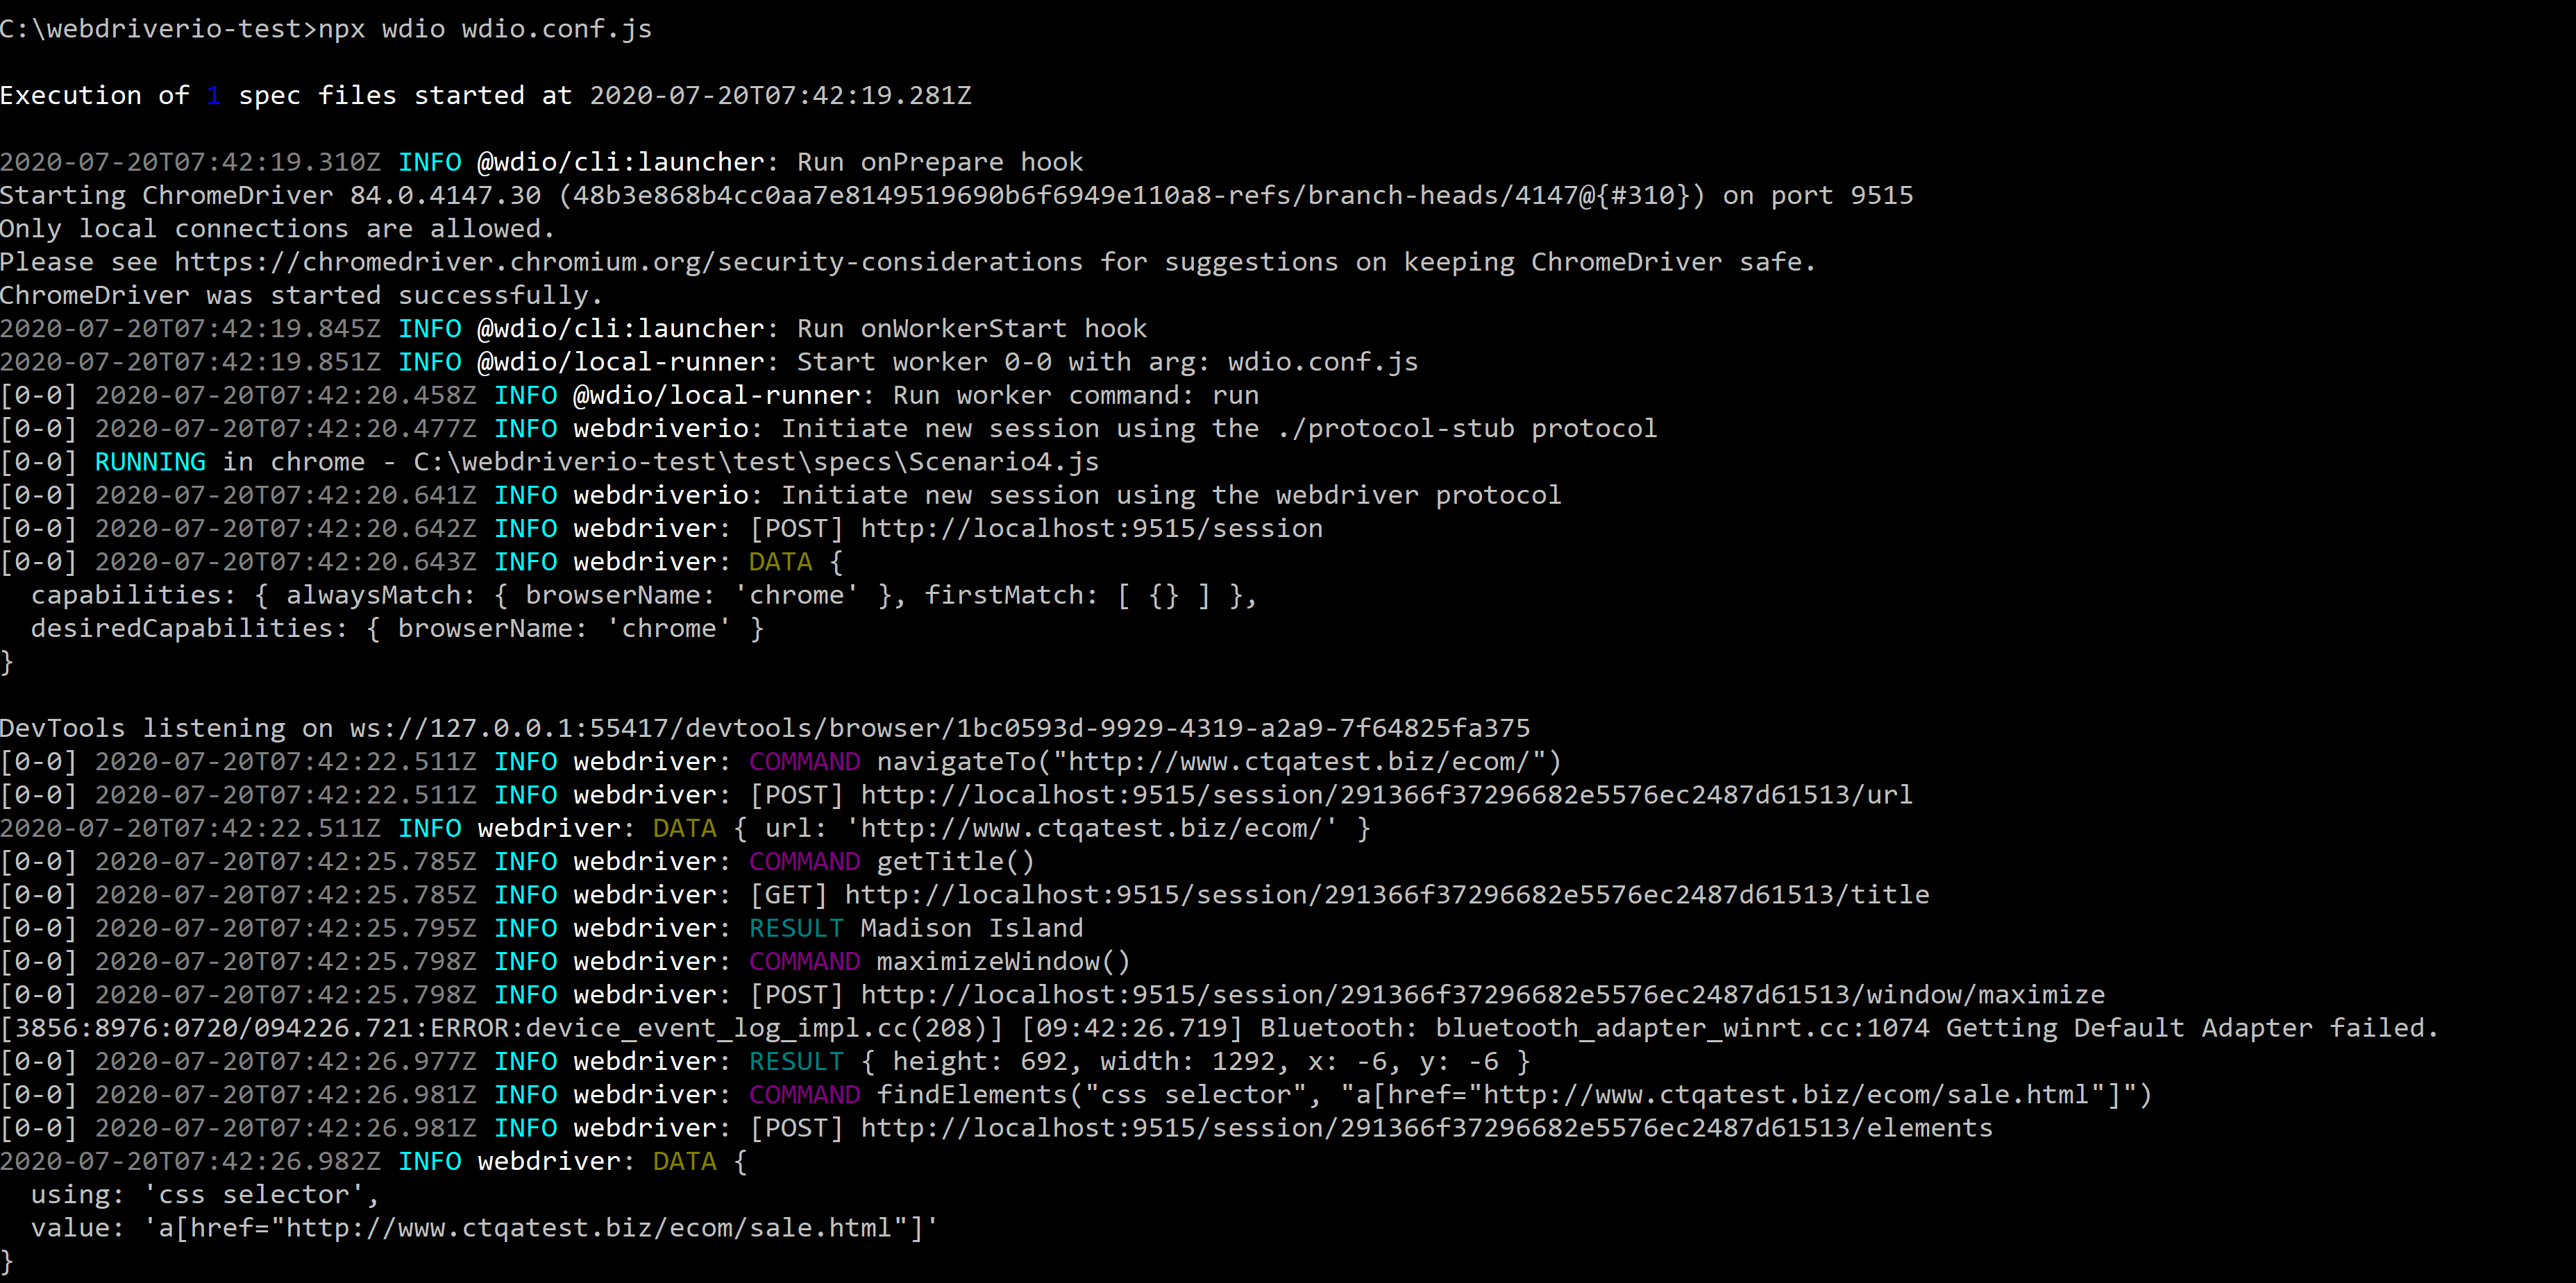 C:\webdriverio-test>npx wdio wdio.conf.js
Execution of 1 spec files started at 2020-07-20T07:42:19.281Z
2020-07-20T07:42:19.310Z INFO @wdio/cli:launcher: Run onPrepare hook
Starting ChromeDriver 84.0.4147.30 (48b3e868b4cc0aa7e8149519690b6f6949e110a8-refs/branch-heads/4147@{#310}) on port 9515
Only local connections are allowed.
Please see https://chromedriver.chromium.org/security-considerations for suggestions on keeping ChromeDriver safe.
ChromeDriver was started successfully.
2020-07-20T07:42:19.845Z INFO @wdio/cli:launcher: Run onWorkerStart hook
2020-07-20T07:42:19.851Z INFO @wdio/local-runner: Start worker 0-0 with arg: wdio.conf.js
[0-0] 2020-07-20T07:42:20.458Z INFO @wdio/local-runner: Run worker command: run
[0-0] 2020-07-20T07:42:20.477Z INFO webdriverio: Initiate new session using the ./protocol-stub protocol
[0-0] RUNNING in chrome - C:\webdriverio-test\test\specs\Scenario4.js
[0-0] 2020-07-20T07:42:20.641Z INFO webdriverio: Initiate new session using the webdriver protocol
[0-0] 2020-07-20T07:42:20.642Z INFO webdriver: [POST] http://localhost:9515/session
[0-0] 2020-07-20T07:42:20.643Z INFO webdriver: DATA {
  capabilities: { alwaysMatch: { browserName: 'chrome' }, firstMatch: [ {} ] },
  desiredCapabilities: { browserName: 'chrome' }
}
DevTools listening on ws://127.0.0.1:55417/devtools/browser/1bc0593d-9929-4319-a2a9-7f64825fa375
[0-0] 2020-07-20T07:42:22.511Z INFO webdriver: COMMAND navigateTo("http://www.ctqatest.biz/ecom/")
[0-0] 2020-07-20T07:42:22.511Z INFO webdriver: [POST] http://localhost:9515/session/291366f37296682e5576ec2487d61513/url
2020-07-20T07:42:22.511Z INFO webdriver: DATA { url: 'http://www.ctqatest.biz/ecom/' }
[0-0] 2020-07-20T07:42:25.785Z INFO webdriver: COMMAND getTitle()
[0-0] 2020-07-20T07:42:25.785Z INFO webdriver: [GET] http://localhost:9515/session/291366f37296682e5576ec2487d61513/title
[0-0] 2020-07-20T07:42:25.795Z INFO webdriver: RESULT Madison Island
[0-0] 2020-07-20T07:42:25.798Z INFO webdriver: COMMAND maximizeWindow()
[0-0] 2020-07-20T07:42:25.798Z INFO webdriver: [POST] http://localhost:9515/session/291366f37296682e5576ec2487d61513/window/maximize
[3856:8976:0720/094226.721:ERROR:device_event_log_impl.cc(208)] [09:42:26.719] Bluetooth: bluetooth_adapter_winrt.cc:1074 Getting Default Adapter failed.
[0-0] 2020-07-20T07:42:26.977Z INFO webdriver: RESULT { height: 692, width: 1292, x: -6, y: -6 }
[0-0] 2020-07-20T07:42:26.981Z INFO webdriver: COMMAND findElements("css selector", "a[href="http://www.ctqatest.biz/ecom/sale.html"]")
[0-0] 2020-07-20T07:42:26.981Z INFO webdriver: [POST] http://localhost:9515/session/291366f37296682e5576ec2487d61513/elements
2020-07-20T07:42:26.982Z INFO webdriver: DATA {
  using: 'css selector',
  value: 'a[href="http://www.ctqatest.biz/ecom/sale.html"]'
}